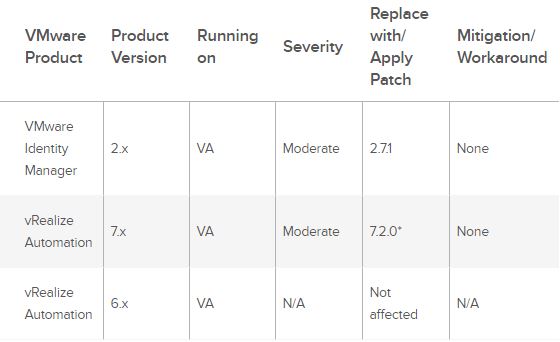 VMware Product Product Version Running on Severity Replace with/ Apply Patch Mitigation/ Workaround
VMware Identity Manager 2.x VA Moderate 2.7.1 None
vRealize Automation 7.x VA Moderate 7.2.0* None
vRealize Automation 6.x VA N/A Not affected N/A